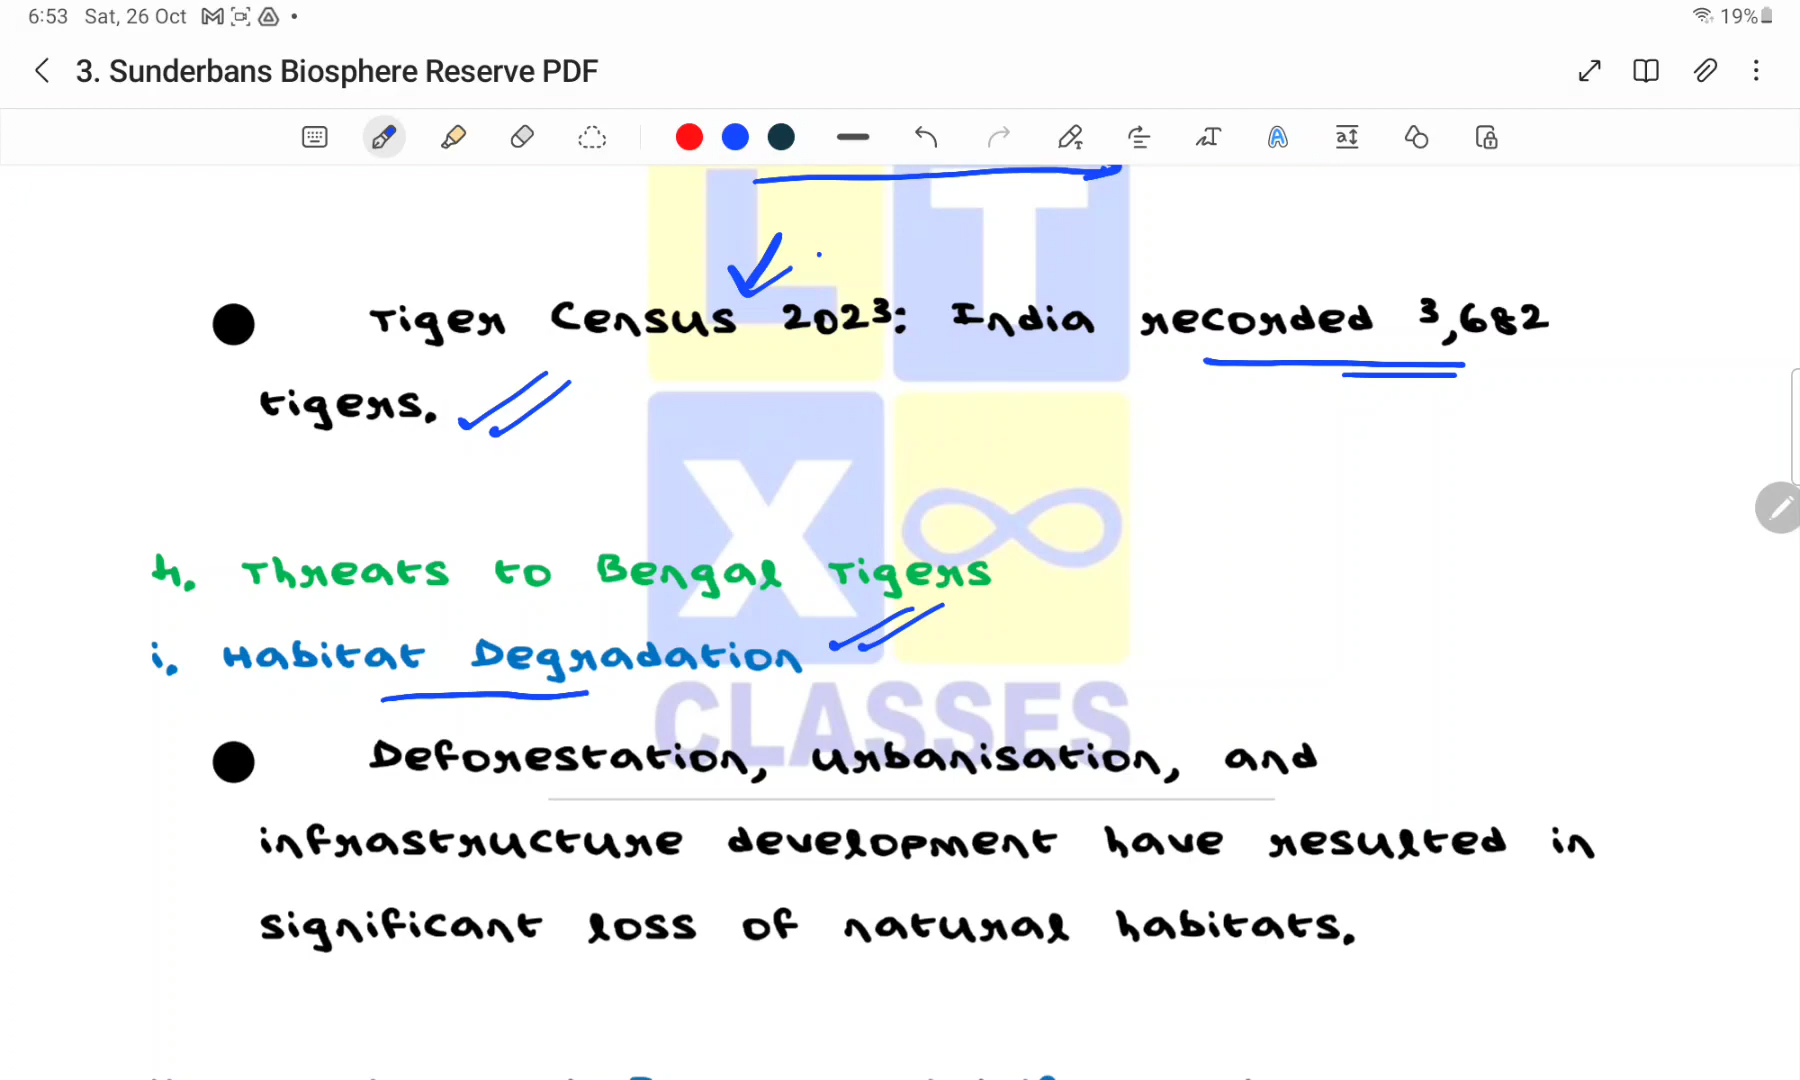 6:53 Sat, 26 Oct
19%
3. Sunderbans Biosphere Reserve PDF
L T
Tiger Census 2023: India recorded 3,682
tigers.
X ∞
h. Threats to Bengal Tigers
i. Habitat Degradation
CLASSES
Deforestation, urbanisation, and
infrastructure development have resulted in
significant loss of natural habitats.